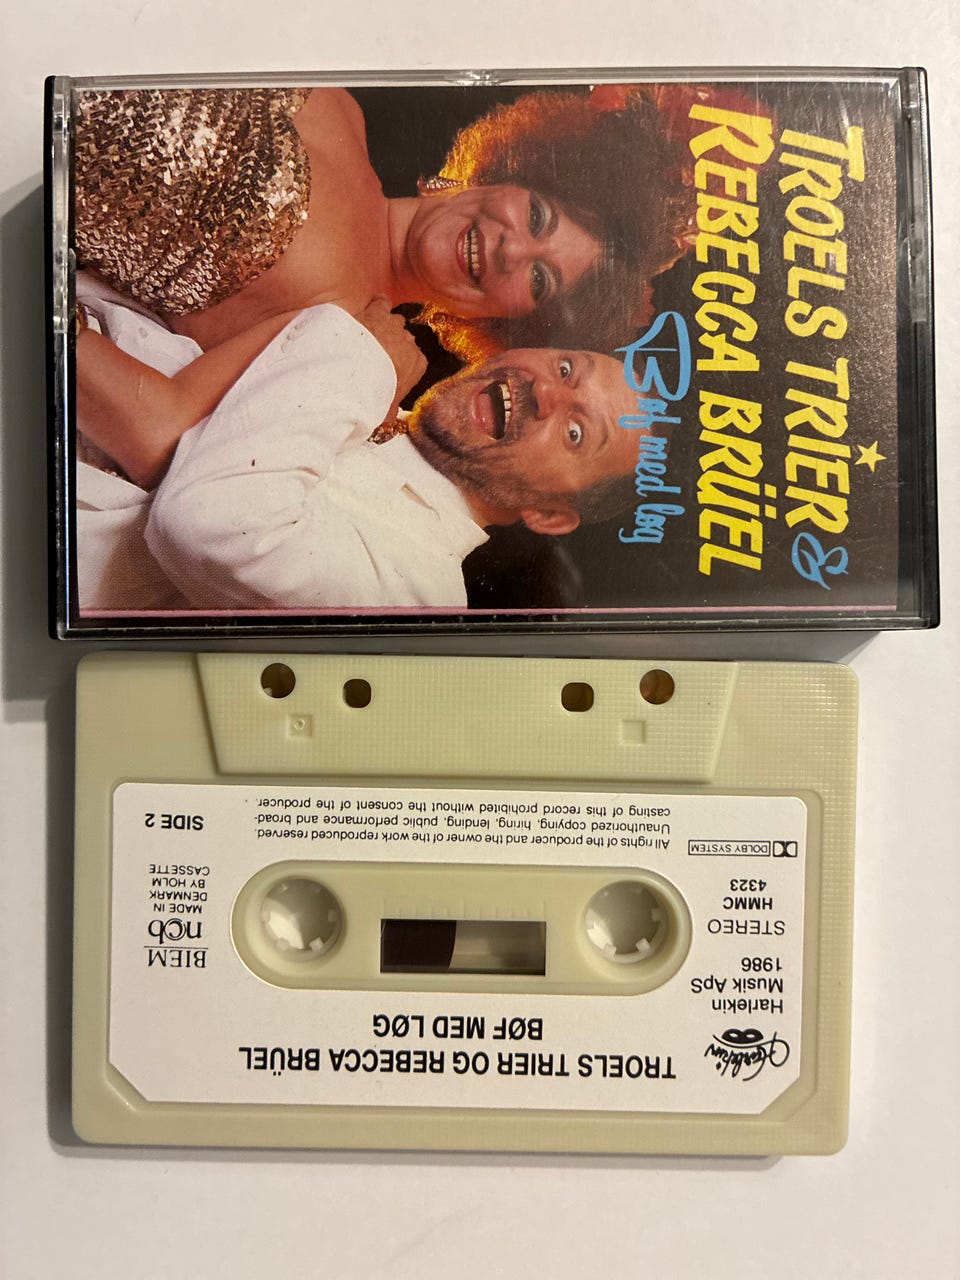 TROELS TRIER &
REBECCA BRÜEL
Bøf med løg
Harlekin
TROELS TRIER OG REBECCA BRÜEL
BØF MED LØG
Harlekin
Musik ApS
1986
STEREO
HMMC
4323
DOLBY SYSTEM
BIEM
ncb
MADE IN
DENMARK
BY HOLM
CASSETTE
SIDE 2
All rights of the producer and the owner of the work reproduced reserved.
Unauthorized copying, hiring, lending, public performance and broad-
casting of this record prohibited without the consent of the producer.